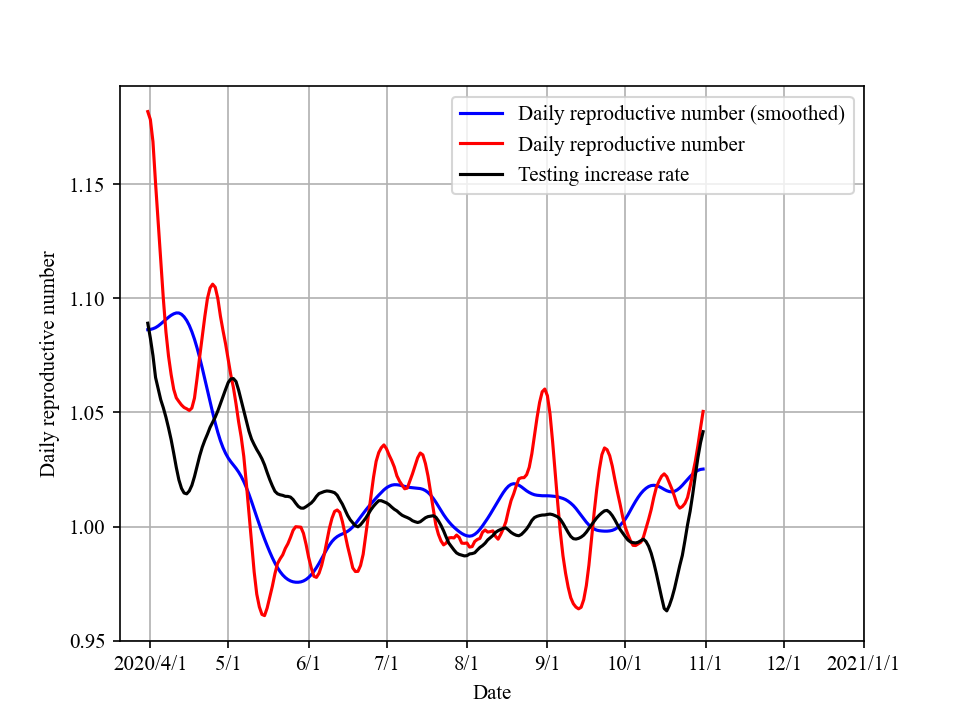 Daily reproductive number (smoothed)
Daily reproductive number
Testing increase rate
Daily reproductive number
1.15
1.10
1.05
1.00
0.95
2020/4/1 5/1 6/1 7/1 8/1 9/1 10/1 11/1 12/1 2021/1/1
Date